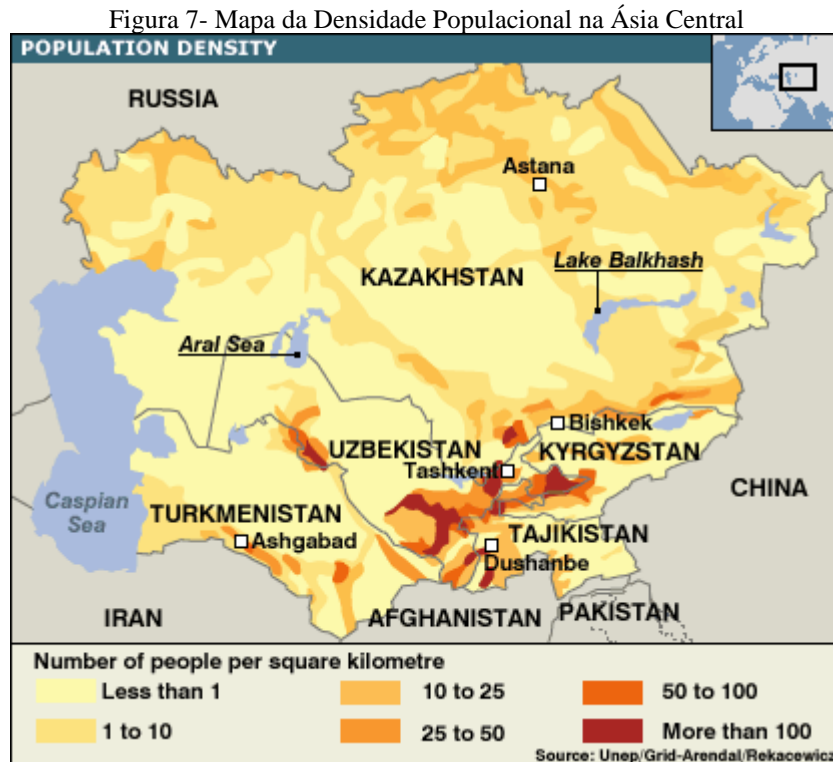 Figura 7- Mapa da Densidade Populacional na Ásia Central
POPULATION DENSITY
RUSSIA
Astana
Lake Balkhash
KAZAKHSTAN
Aral Sea
Bishkek
UZBEKISTAN
KYRGYZSTAN
Tashkent
CHINA
Caspian
Sea
TURKMENISTAN
TAJIKISTAN
Ashgabad
Dushanbe
IRAN
AFGHANISTAN
PAKISTAN
Number of people per square kilometre
Less than 1
10 to 25
50 to 100
1 to 10
25 to 50
More than 100
Source: Unep/Grid-Arendal/Rekacewicz